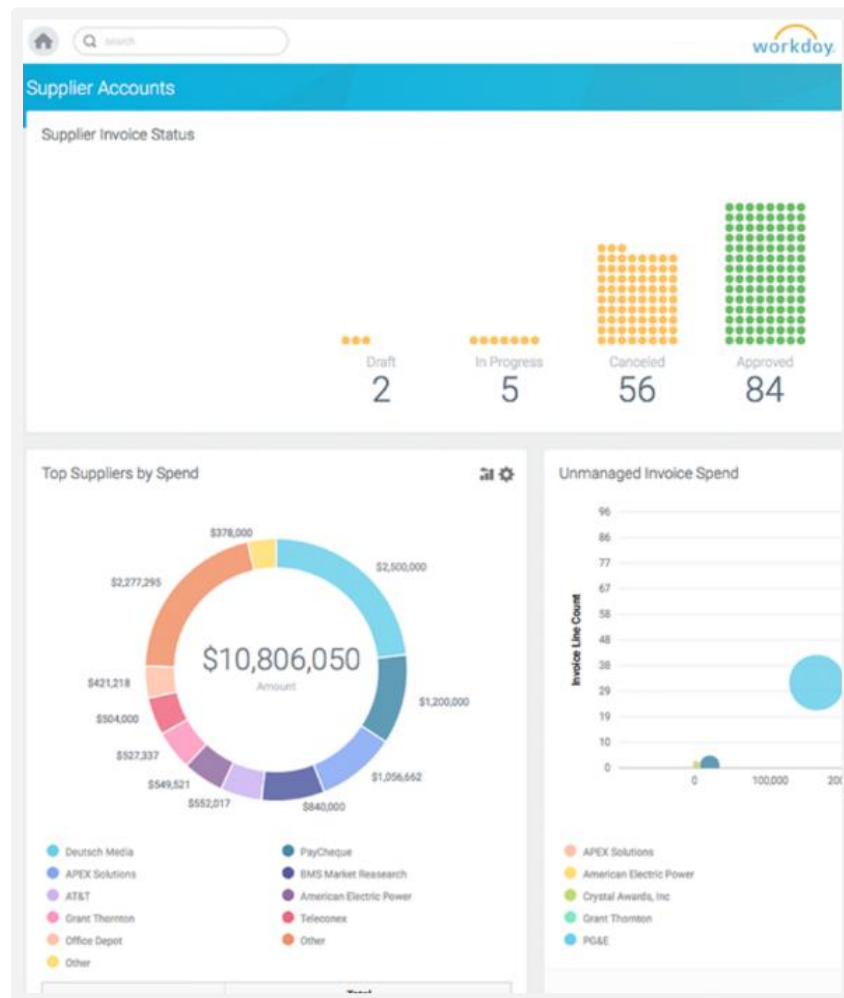 search
workday.
Supplier Accounts
Supplier Invoice Status
Draft In Progress Canceled Approved
2 5 56 84
Top Suppliers by Spend
$378,000
$2,500,000
$2,277,295
$10,806,050
Amount
$421,218
$1,200,000
$504,000
$527,337
$1,056,662
$549,521
$552,017
$840,000
Deutsch Media PayCheque
APEX Solutions BMS Market Reasearch
AT&T American Electric Power
Grant Thornton Teleconex
Office Depot Other
Other
Total
Unmanaged Invoice Spend
Invoice Line Count
96
86
77
67
58
48
38
29
19
10
0
0 100,000 200
APEX Solutions
American Electric Power
Crystal Awards, Inc
Grant Thornton
PG&E